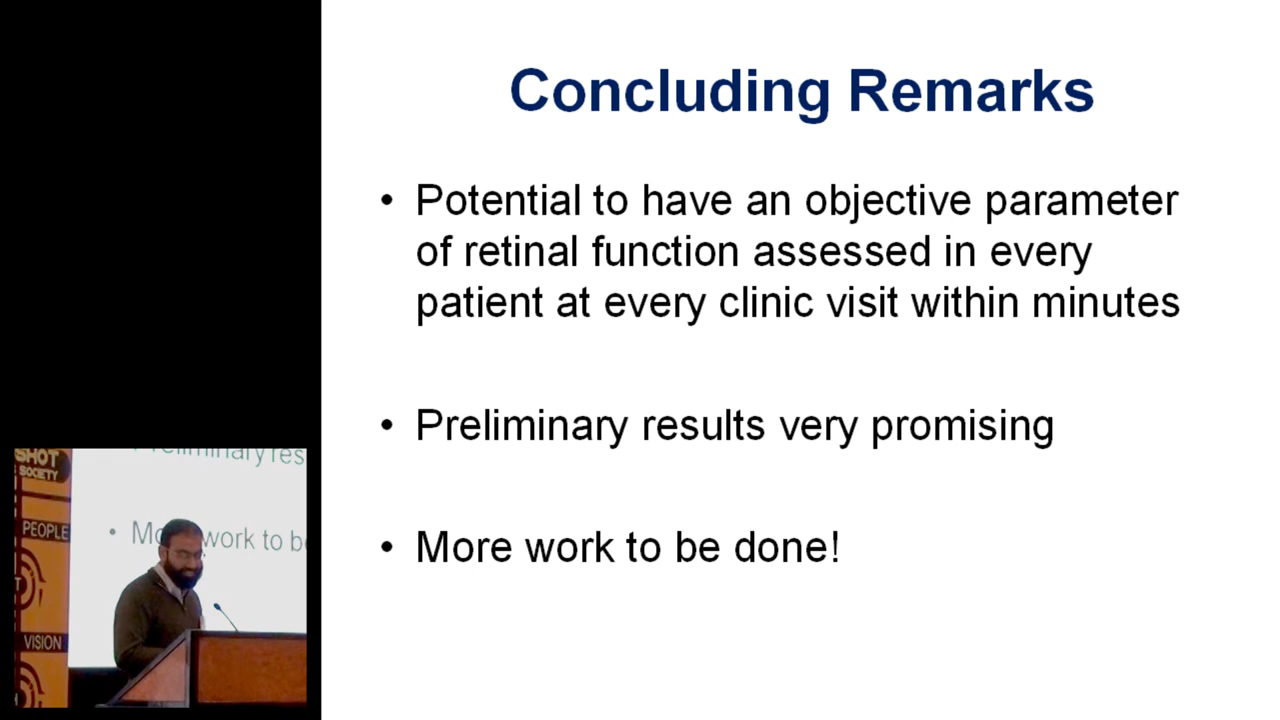 Concluding Remarks
• Potential to have an objective parameter
of retinal function assessed in every
patient at every clinic visit within minutes
• Preliminary results very promising
• More work to be done!
SHOT
SOCIETY
PEOPLE
VISION
Preliminary res
• Mo work to be